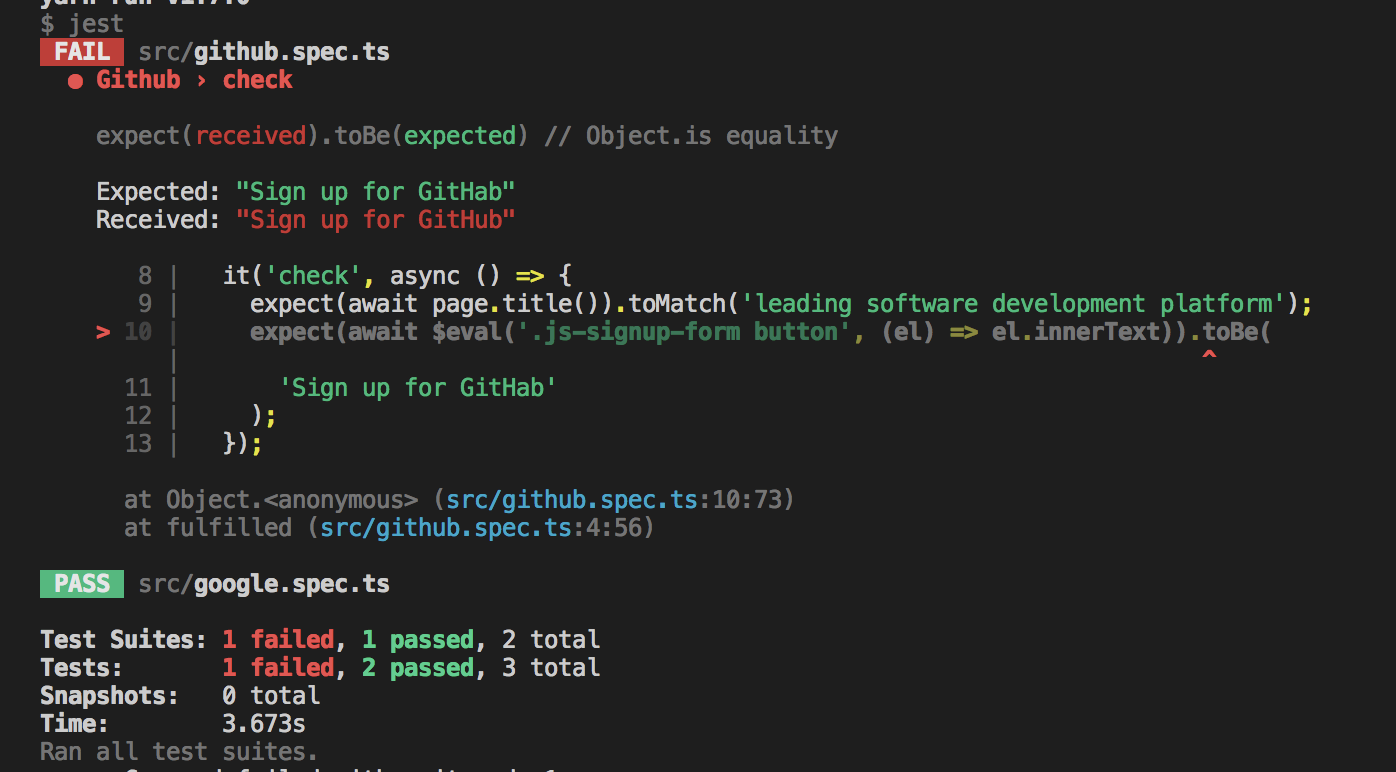 $ jest
FAIL src/github.spec.ts
● Github › check
expect(received).toBe(expected) // Object.is equality
Expected: "Sign up for GitHab"
Received: "Sign up for GitHub"
8 | it('check', async () => {
9 | expect(await page.title()).toMatch('leading software development platform');
> 10 | expect(await $eval('.js-signup-form button', (el) => el.innerText)).toBe(
| ^
11 | 'Sign up for GitHab'
12 | );
13 | });
at Object.<anonymous> (src/github.spec.ts:10:73)
at fulfilled (src/github.spec.ts:4:56)
PASS src/google.spec.ts
Test Suites: 1 failed, 1 passed, 2 total
Tests: 1 failed, 2 passed, 3 total
Snapshots: 0 total
Time: 3.673s
Ran all test suites.